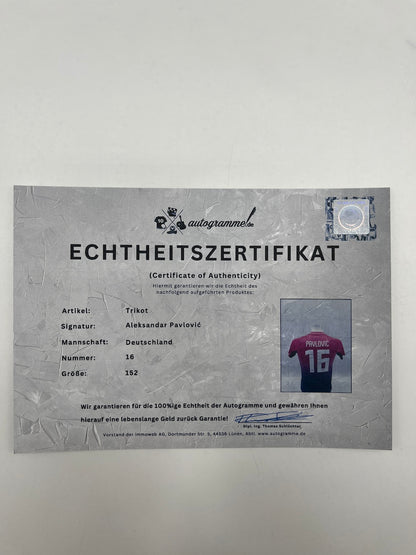 autogramme.de
ECHTHEITSZERTIFIKAT
(Certificate of Authenticity)
Hiermit garantieren wir die Echtheit des
nachfolgend aufgeführten Produktes:
Artikel: Trikot
Signatur: Aleksandar Pavlović
Mannschaft: Deutschland
Nummer: 16
Größe: 152
PAVLOVIĆ
16
Wir garantieren für die 100%ige Echtheit der Autogramme und gewähren Ihnen
hierauf eine lebenslange Geld zurück Garantie!
Dipl. Ing. Thomas Schlünter
Vorstand der immowsb AG, Dortmunder Str. 5, 44536 Lünen, Abtl. www.autogramme.de